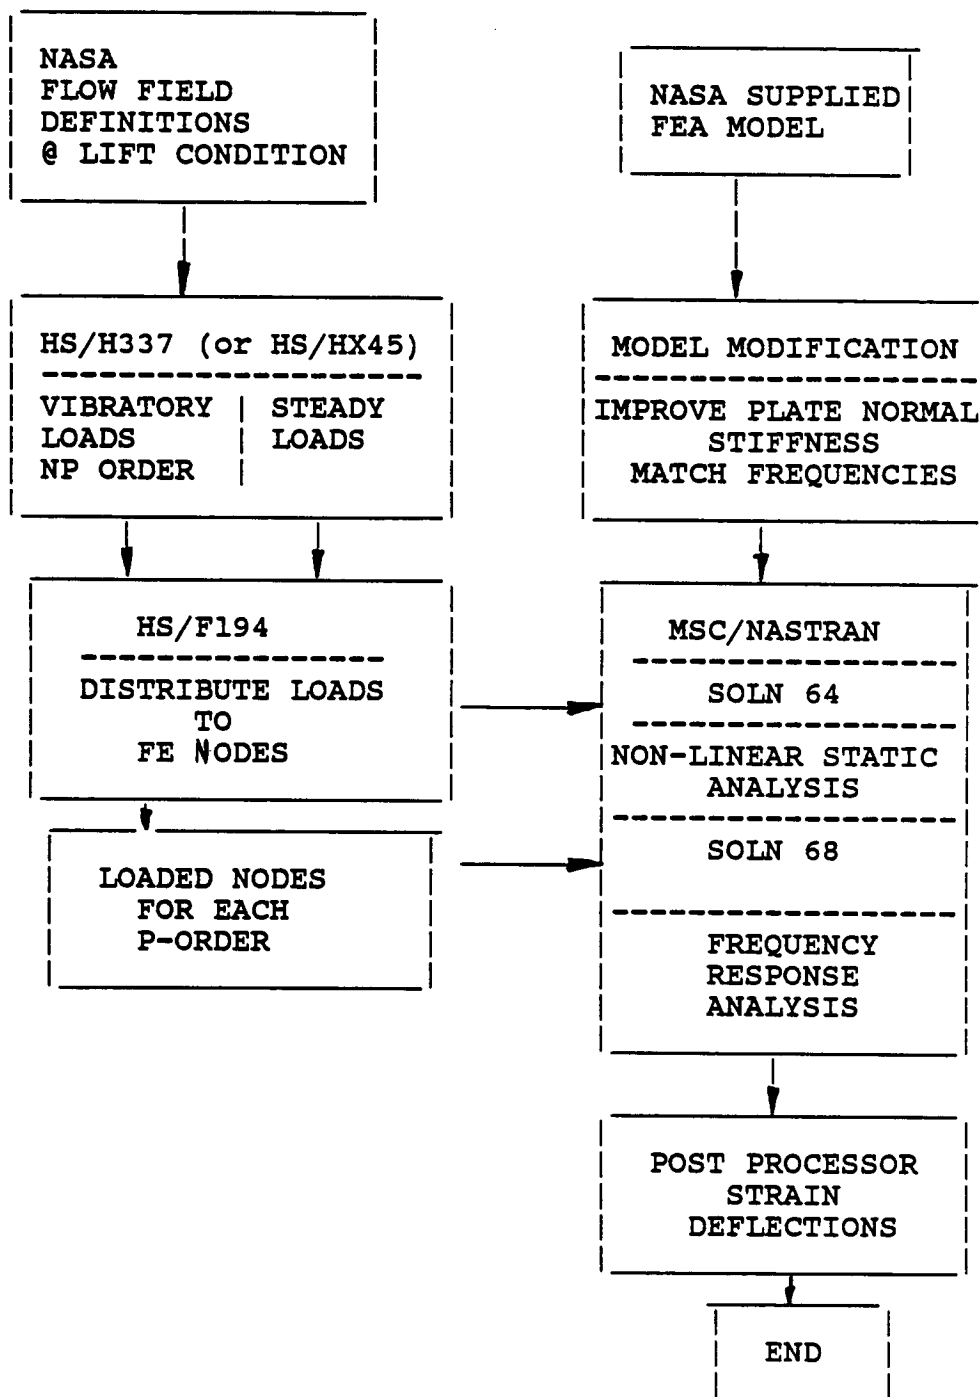 NASA
FLOW FIELD
DEFINITIONS
@ LIFT CONDITION
NASA SUPPLIED
FEA MODEL
HS/H337 (or HS/HX45)
VIBRATORY | STEADY
LOADS | LOADS
NP ORDER |
MODEL MODIFICATION
IMPROVE PLATE NORMAL
STIFFNESS
MATCH FREQUENCIES
HS/F194
DISTRIBUTE LOADS
TO
FE NODES
MSC/NASTRAN
SOLN 64
NON-LINEAR STATIC
ANALYSIS
SOLN 68
FREQUENCY
RESPONSE
ANALYSIS
LOADED NODES
FOR EACH
P-ORDER
POST PROCESSOR
STRAIN
DEFLECTIONS
END